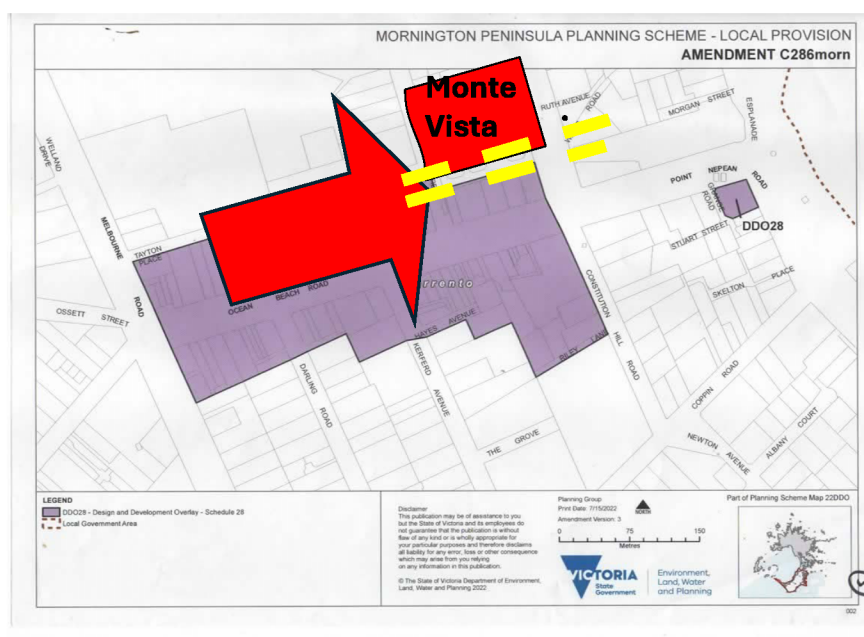 MORNINGTON PENINSULA PLANNING SCHEME - LOCAL PROVISION
AMENDMENT C286morn
Monte
Vista
RUTH AVENUE
ROAD
MORGAN STREET
ESPLANADE
WELLAND
DRIVE
POINT NEPEAN ROAD
ROAD
DDO28
STUART STREET
MELBOURNE
ROAD
TAYTON
PLACE
OCEAN BEACH ROAD
rrento
CONSTITUTION
HILL
ROAD
SKELTON PLACE
OSSETT STREET
HAYES AVENUE
LANE
KERFERD
AVENUE
DARLING
ROAD
COPPIN ROAD
THE GROVE
NEWTON
AVENUE
ALBANY COURT
LEGEND
DDO28 - Design and Development Overlay - Schedule 28
Local Government Area
Disclaimer
This publication may be of assistance to you
but the State of Victoria and its employees do
not guarantee that the publication is without
flaw of any kind or is wholly appropriate for
your particular purposes and therefore disclaims
all liability for any error, loss or other consequence
which may arise from you relying
on any information in this publication.
© The State of Victoria Department of Environment,
Land, Water and Planning 2022
Planning Group
Print Date: 7/15/2022
Amendment Version: 3
NORTH
0 75 150
Metres
VICTORIA
State
Government
Environment,
Land, Water
and Planning
Part of Planning Scheme Map 22DDO
002